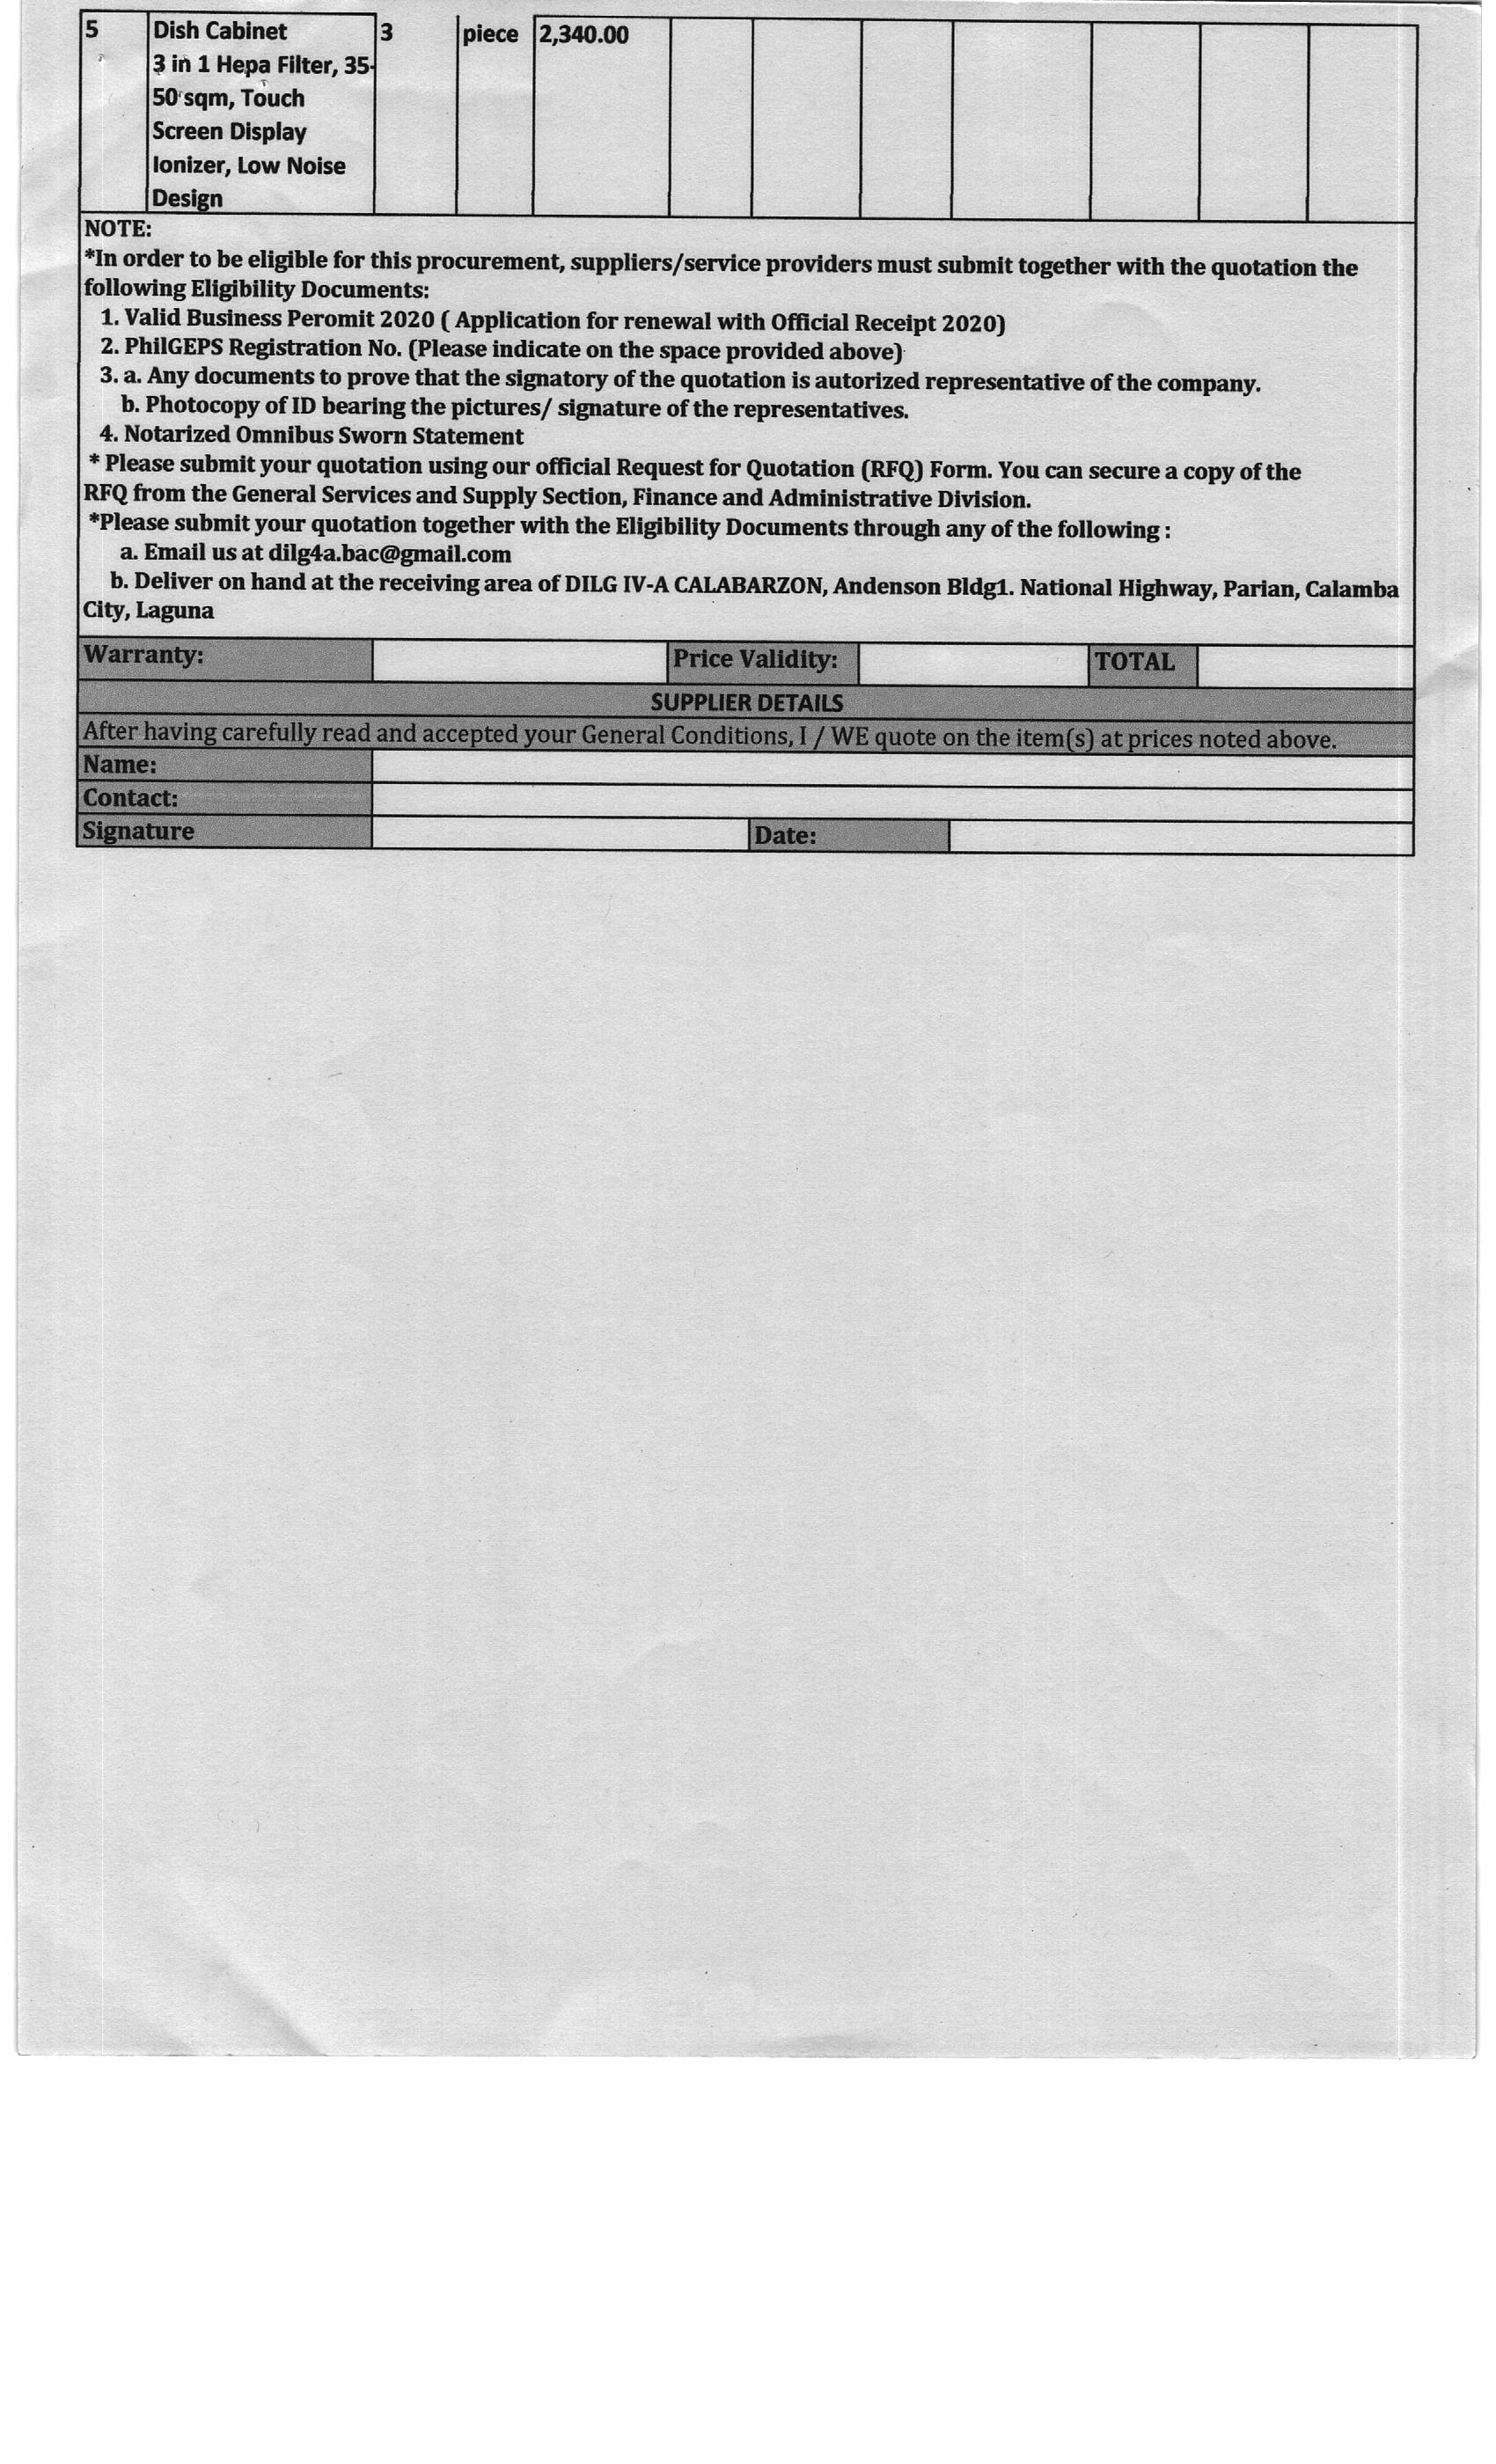 5 Dish Cabinet 3 piece 2,340.00
3 in 1 Hepa Filter, 35-
50 sqm, Touch
Screen Display
Ionizer, Low Noise
Design
NOTE:
*In order to be eligible for this procurement, suppliers/service providers must submit together with the quotation the
following Eligibility Documents:
1. Valid Business Peromit 2020 ( Application for renewal with Official Receipt 2020)
2. PhilGEPS Registration No. (Please indicate on the space provided above)
3. a. Any documents to prove that the signatory of the quotation is autorized representative of the company.
b. Photocopy of ID bearing the pictures/ signature of the representatives.
4. Notarized Omnibus Sworn Statement
* Please submit your quotation using our official Request for Quotation (RFQ) Form. You can secure a copy of the
RFQ from the General Services and Supply Section, Finance and Administrative Division.
*Please submit your quotation together with the Eligibility Documents through any of the following :
a. Email us at dilg4a.bac@gmail.com
b. Deliver on hand at the receiving area of DILG IV-A CALABARZON, Andenson Bldg1. National Highway, Parian, Calamba
City, Laguna
Warranty: Price Validity: TOTAL
SUPPLIER DETAILS
After having carefully read and accepted your General Conditions, I / WE quote on the item(s) at prices noted above.
Name:
Contact:
Signature Date: